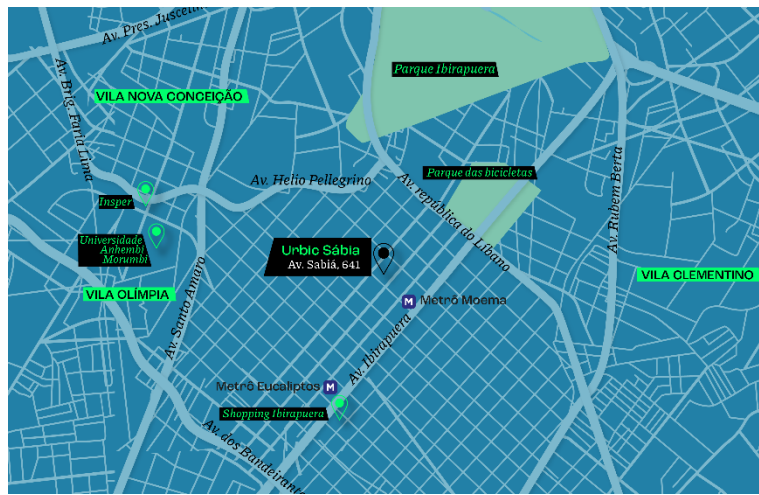 Av. Pres. Juscelin
Parque Ibirapuera
Av. Brig. Faria Lima
VILA NOVA CONCEIÇÃO
Parque das bicicletas
Av. Helio Pellegrino
Insper
Av. república do Líbano
Av. Rubem Berta
Universidade
Anhembi
Morumbi
Urbic Sábia
Av. Sabiá, 641
VILA CLEMENTINO
VILA OLÍMPIA
Metrô Moema
Av. Santo Amaro
Av. Ibirapuera
Metrô Eucaliptos
Shopping Ibirapuera
Av. dos Bandeirante
M
M